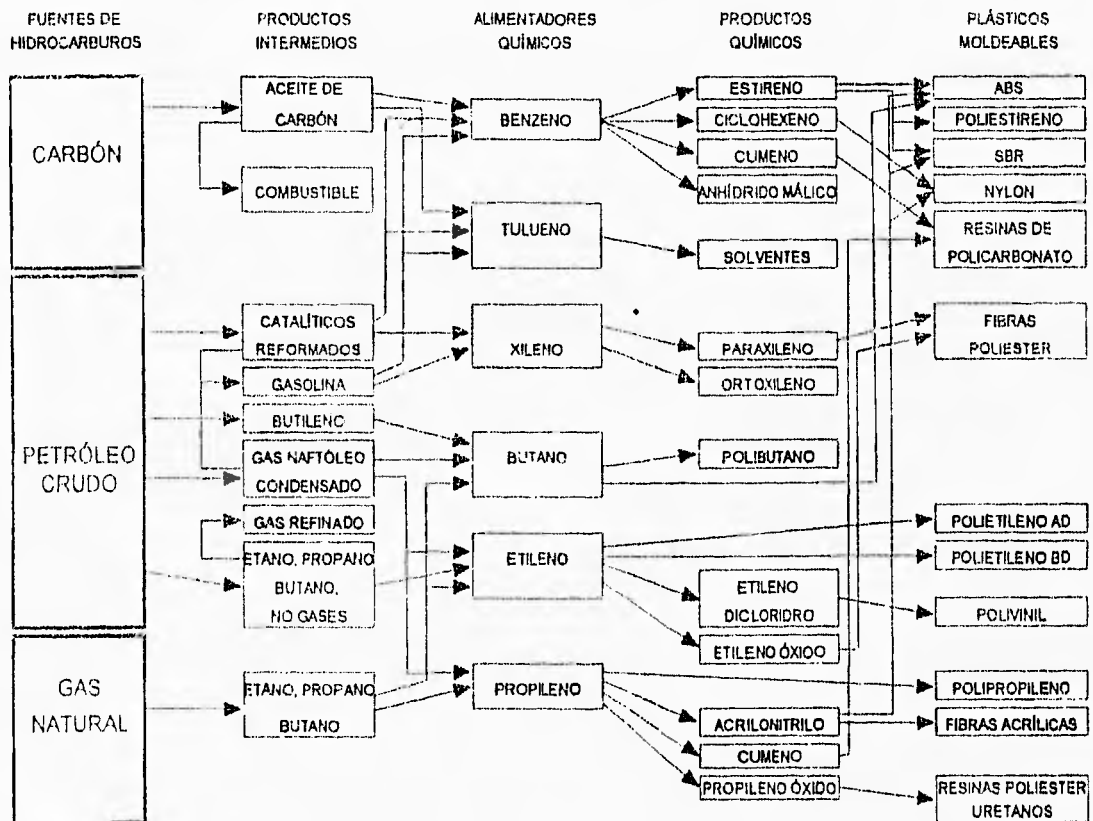 FUENTES DE
HIDROCARBUROS
PRODUCTOS
INTERMEDIOS
ALIMENTADORES
QUÍMICOS
PRODUCTOS
QUÍMICOS
PLÁSTICOS
MOLDEABLES
CARBÓN
PETRÓLEO
CRUDO
GAS
NATURAL
ACEITE DE
CARBÓN
COMBUSTIBLE
CATALÍTICOS
REFORMADOS
GASOLINA
BUTILENO
GAS NAFTÓLEO
CONDENSADO
GAS REFINADO
ETANO, PROPANO
BUTANO,
NO GASES
ETANO, PROPANO
BUTANO
BENZENO
TULUENO
XILENO
BUTANO
ETILENO
PROPILENO
ESTIRENO
CICLOHEXENO
CUMENO
ANHÍDRIDO MÁLICO
SOLVENTES
PARAXILENO
ORTOXILENO
POLIBUTANO
ETILENO
DICLORIDRO
ETILENO ÓXIDO
ACRILONITRILO
CUMENO
PROPILENO ÓXIDO
ABS
POLIESTIRENO
SBR
NYLON
RESINAS DE
POLICARBONATO
FIBRAS
POLIESTER
POLIETILENO AD
POLIETILENO BD
POLIVINIL
POLIPROPILENO
FIBRAS ACRÍLICAS
RESINAS POLIESTER
URETANOS